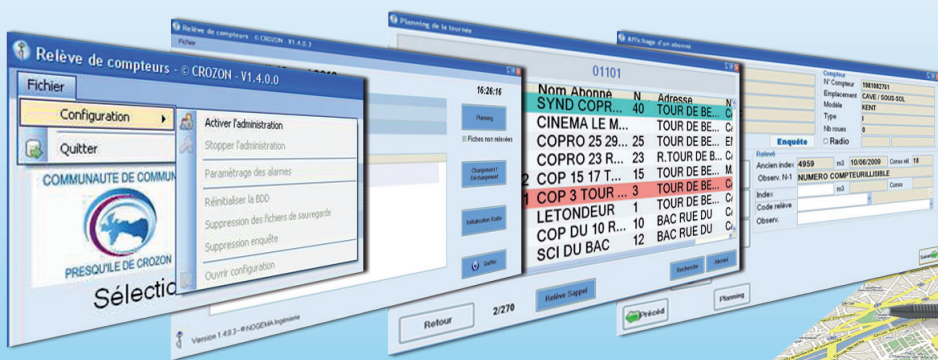 Relève de compteurs - © CROZON - V1.4.0.0
Fichier
Configuration
Quitter
Activer l'administration
Stopper l'administration
Paramétrage des alarmes
Réinitialiser la BDD
Suppression des fichiers de sauvegarde
Suppression enquête
Ouvrir configuration
COMMUNAUTE DE COMMUN
PRESQU'ILE DE CROZON
Sélectio
Relève de compteurs © CROZON V1.4.0.3
Fichier
16:26:16
Planning
Fiches non relevées
Chargement / Déchargement
Initialisation Radio
Quitter
Version 1.4.0.3 - © NOGEMA Ingénierie
Planning de la tournée
01101
Nom Abonné N Adresse N°
SYND COPR... 40 TOUR DE BE...
CINEMA LE M... TOUR DE BE...
COPRO 25 29... 25 TOUR DE BE...
COPRO 23 R... 23 R.TOUR DE B...
2 COP 15 17 T... 15 TOUR DE BE...
1 COP 3 TOUR ... 3 TOUR DE BE...
LETONDEUR 1 TOUR DE BE...
COP DU 10 R... 10 BAC RUE DU
SCI DU BAC 12 BAC RUE DU
Recherche Abonné
Relève Sappel
2/270
Retour
Affichage d'un abonné
Compteur
N° Compteur 1981082751
Emplacement CAVE / SOUS-SOL
Modèle KENT
Type I
Nb roues 0
Radio
Enquête
Relevé
Ancien index 4959 m3 10/06/2009 Conso rél. 18
Observ. N-1 NUMERO COMPTEURILLISIBLE
Index m3 Conso
Code relève
Observ.
Suivant
Précéd
Planning